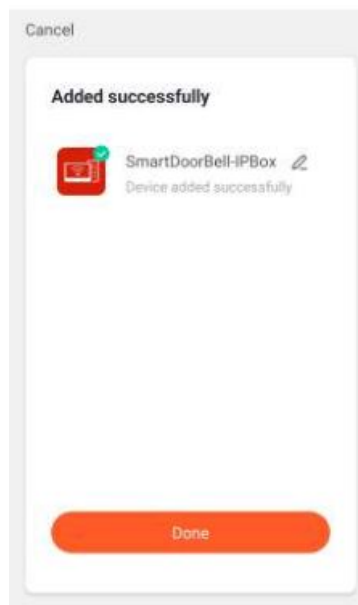 Cancel
Added successfully
SmartDoorBell-IPBox
Device added successfully
Done